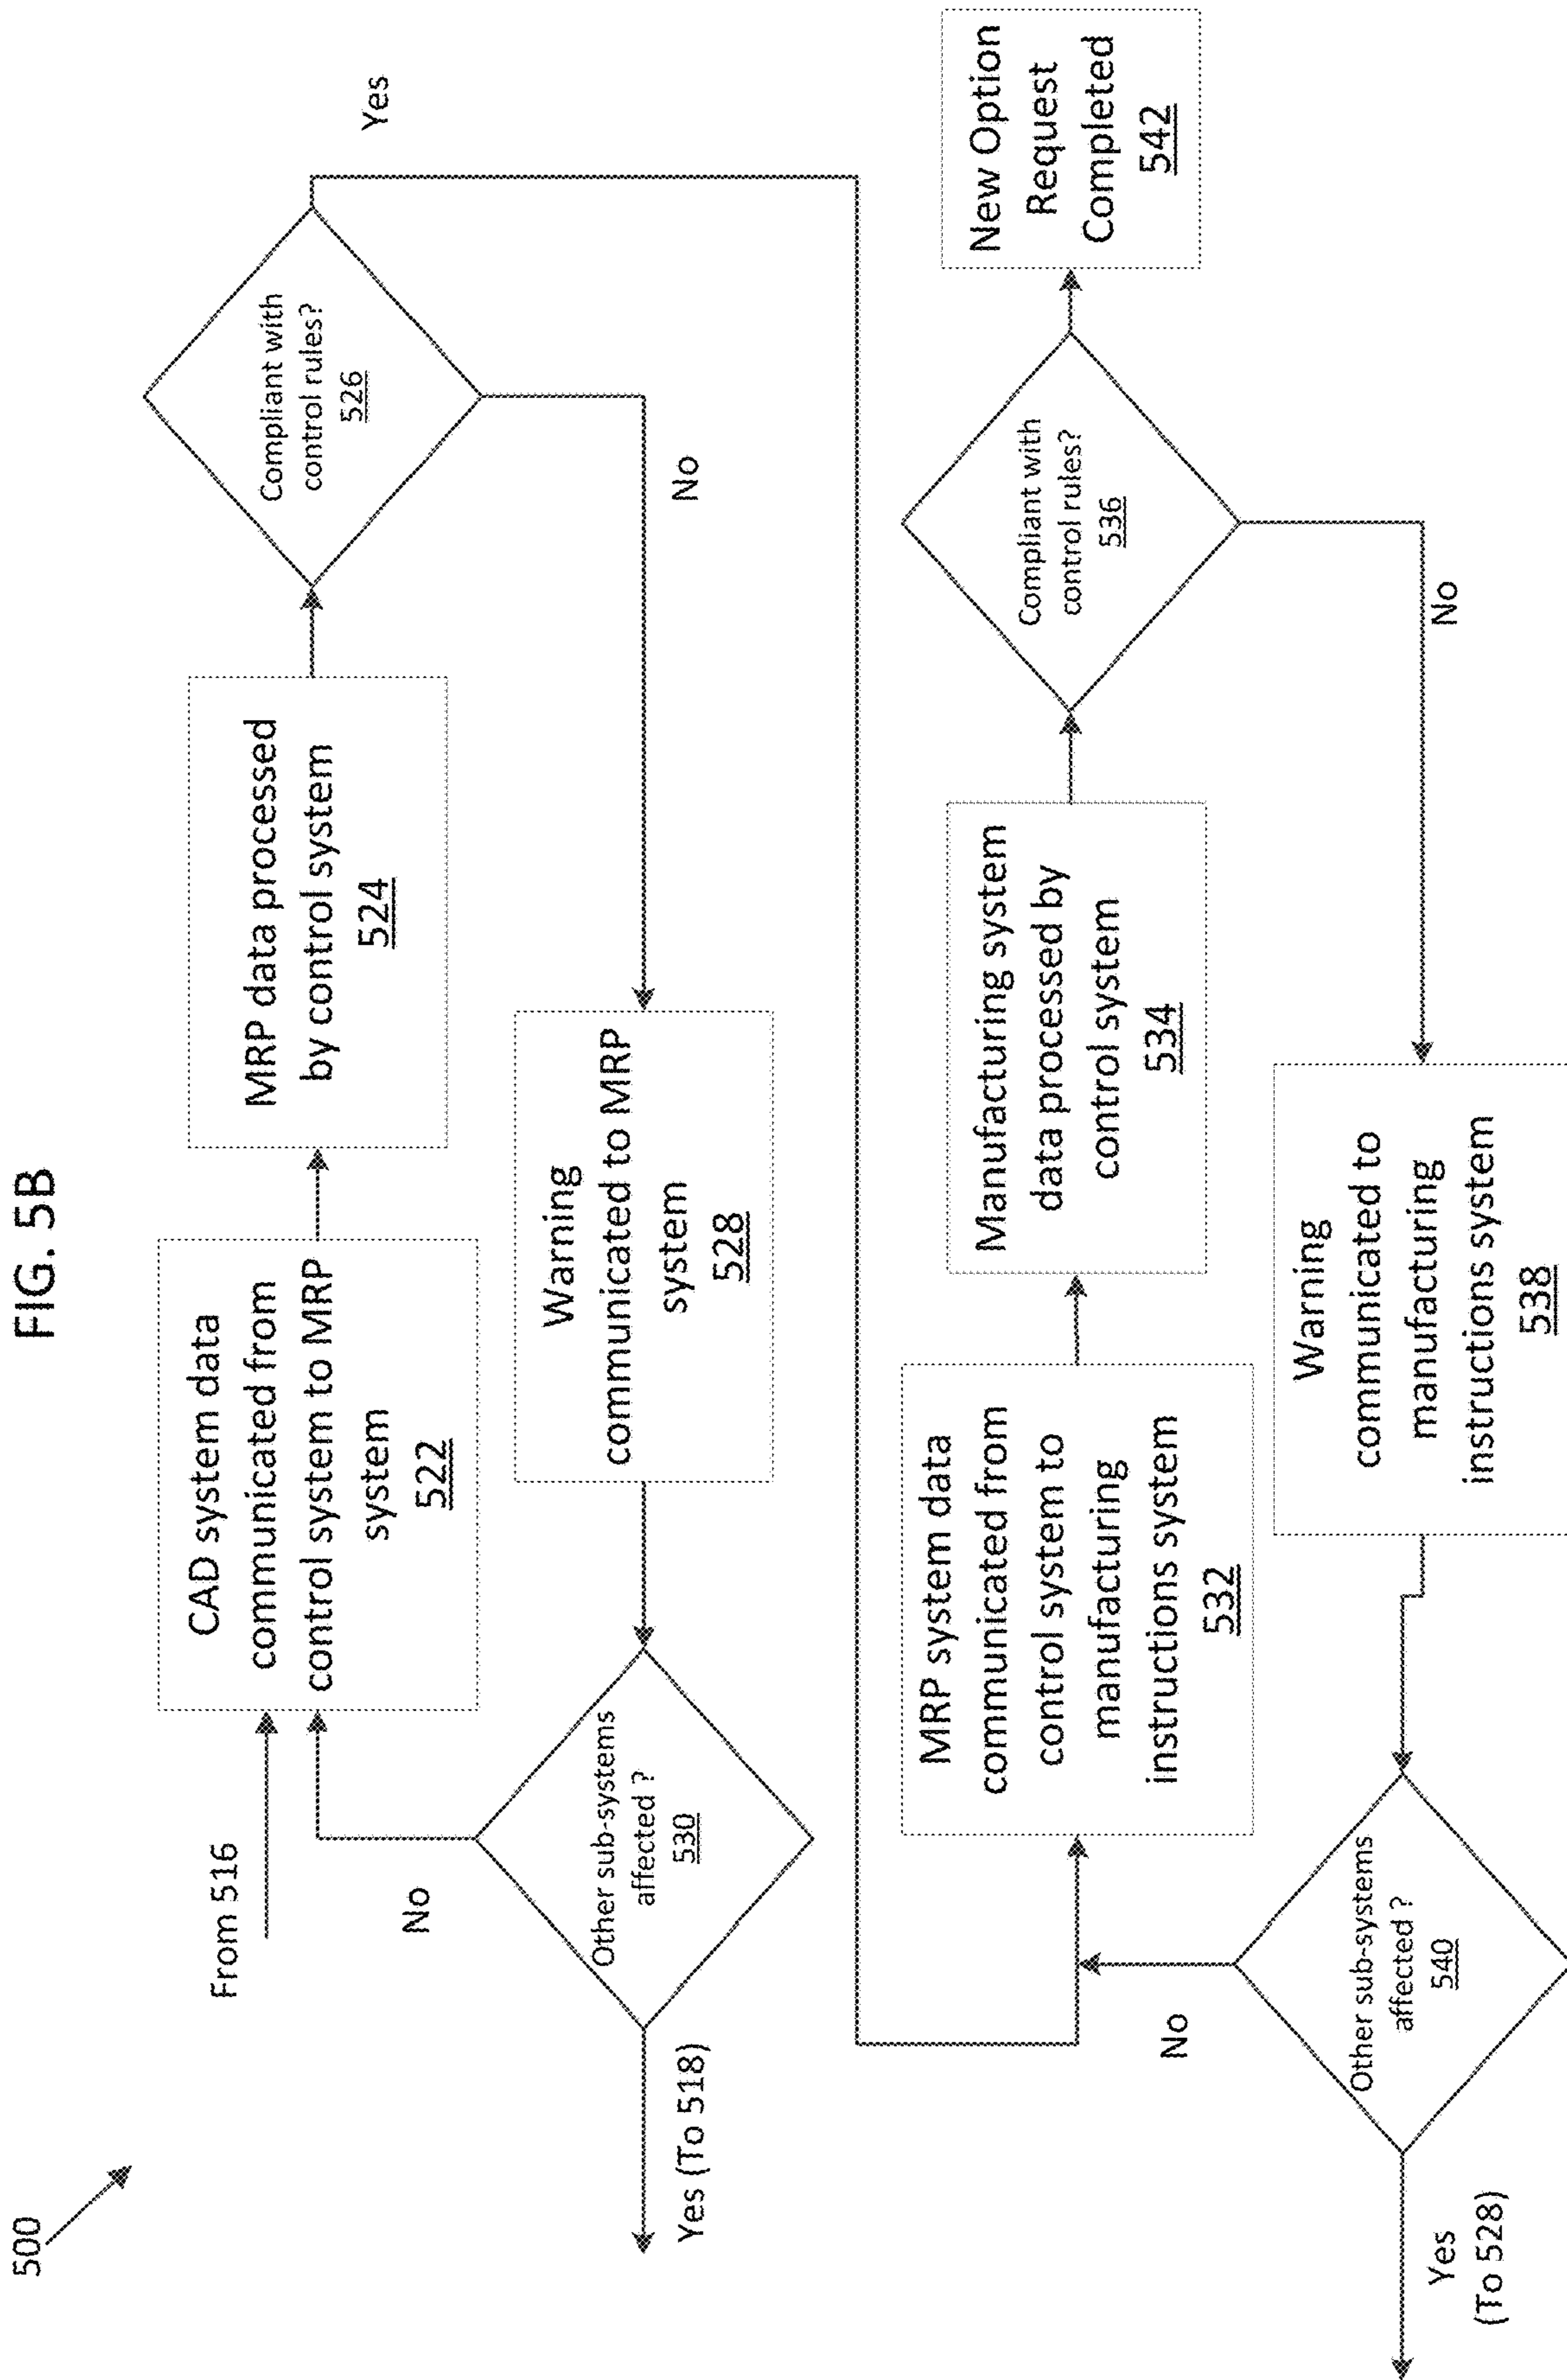 500
FIG. 5B
From 516
CAD system data
communicated from
control system to MRP
system
522
MRP data processed
by control system
524
Compliant with
control rules?
526
Yes
No
Warning
communicated to MRP
system
528
Other sub-systems
affected ?
530
No
Yes (To 518)
MRP system data
communicated from
control system to
manufacturing
instructions system
532
Manufacturing system
data processed by
control system
534
Compliant with
control rules?
536
New Option
Request
Completed
542
No
Warning
communicated to
manufacturing
instructions system
538
Other sub-systems
affected ?
540
No
Yes
(To 528)